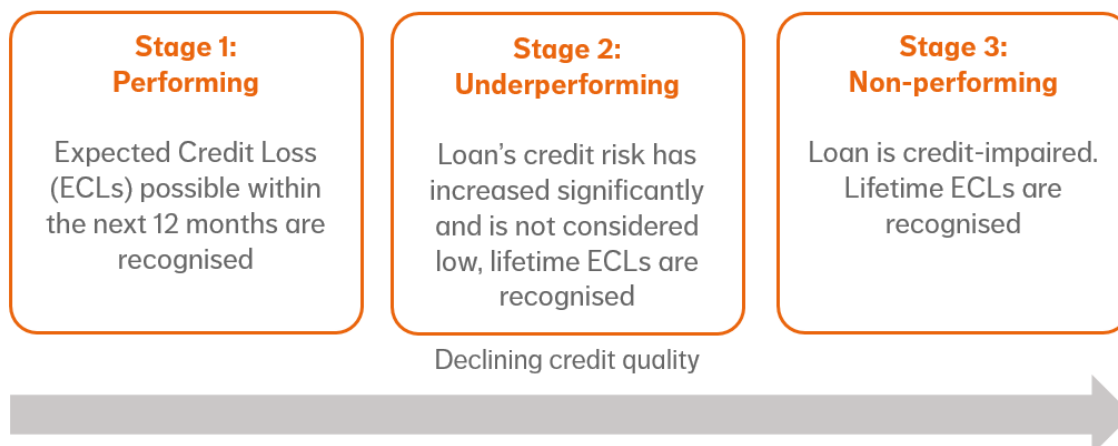 Stage 1:
Performing
Expected Credit Loss
(ECLs) possible within
the next 12 months are
recognised
Stage 2:
Underperforming
Loan's credit risk has
increased significantly
and is not considered
low, lifetime ECLs are
recognised
Stage 3:
Non-performing
Loan is credit-impaired.
Lifetime ECLs are
recognised
Declining credit quality